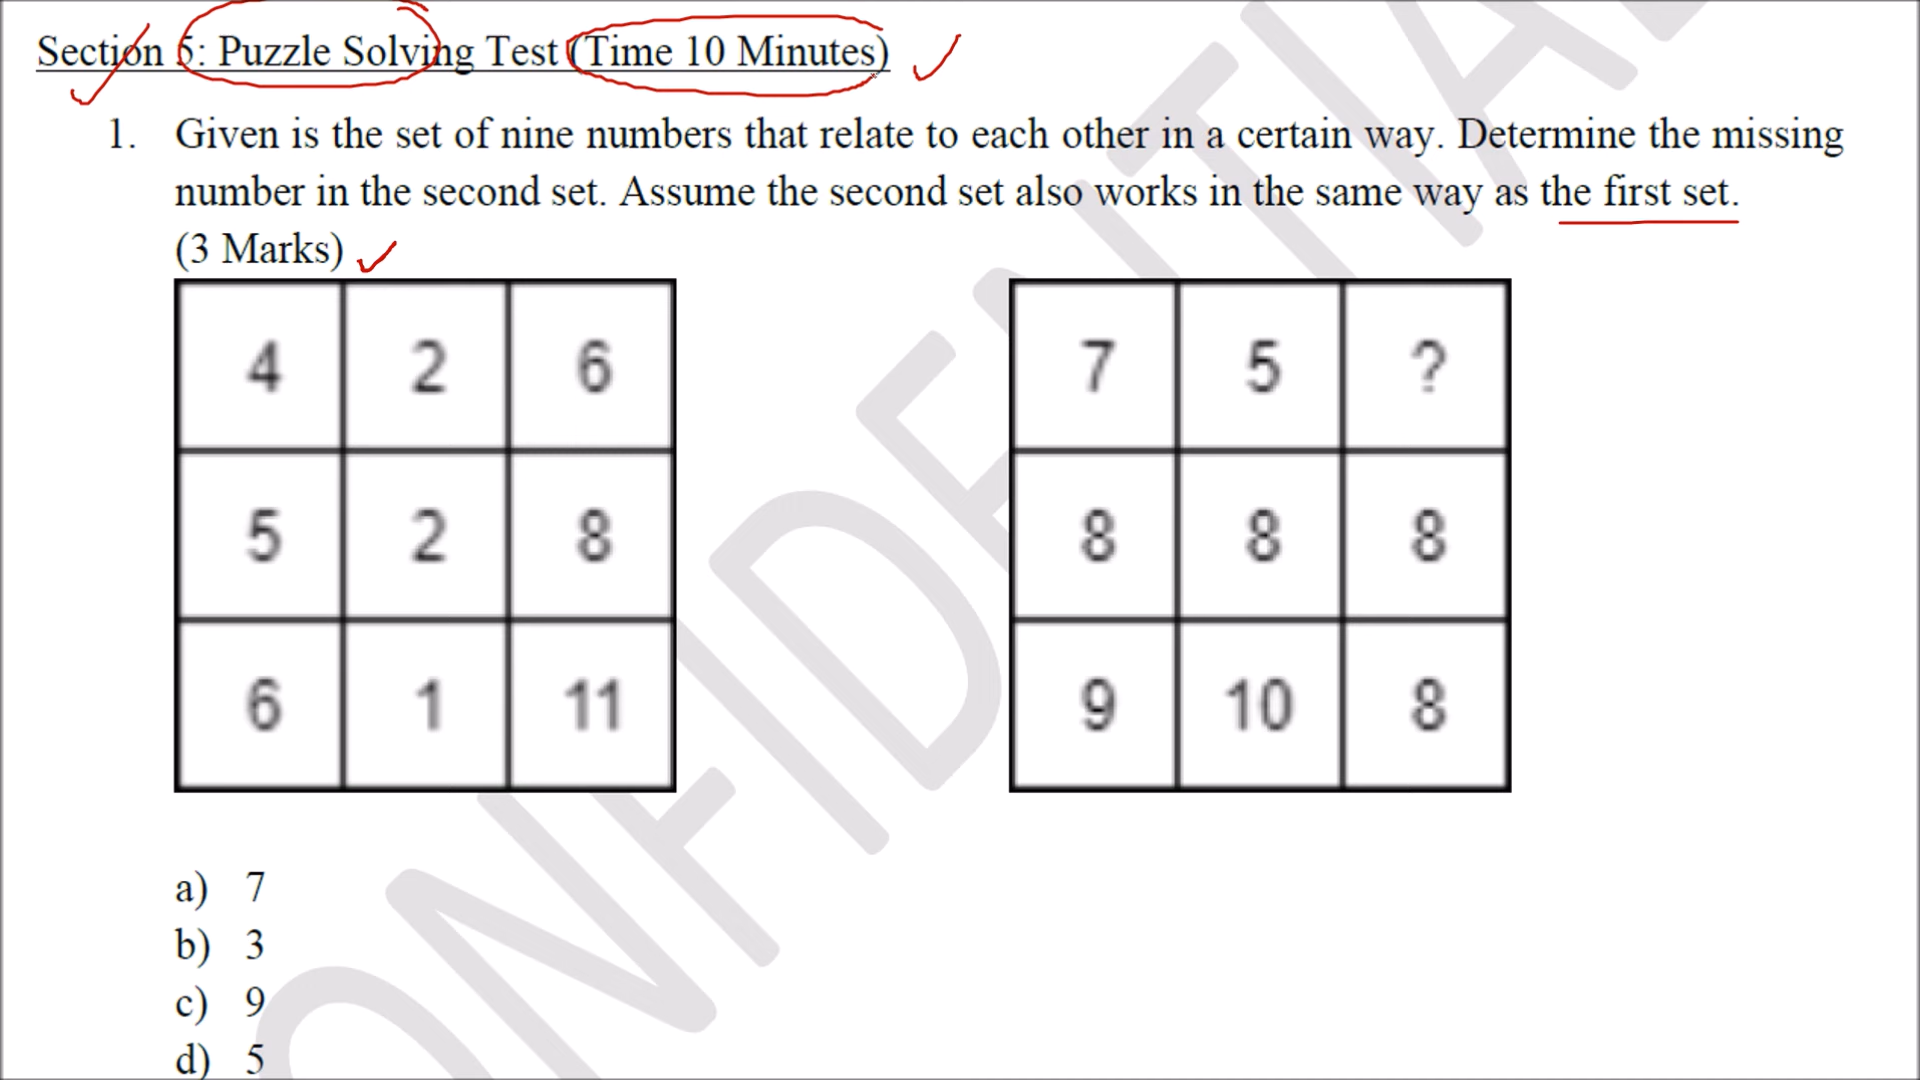 Section 5: Puzzle Solving Test (Time 10 Minutes)
1. Given is the set of nine numbers that relate to each other in a certain way. Determine the missing
number in the second set. Assume the second set also works in the same way as the first set.
(3 Marks)
4 2 6
5 2 8
6 1 11
7 5 ?
8 8 8
9 10 8
a) 7
b) 3
c) 9
d) 5